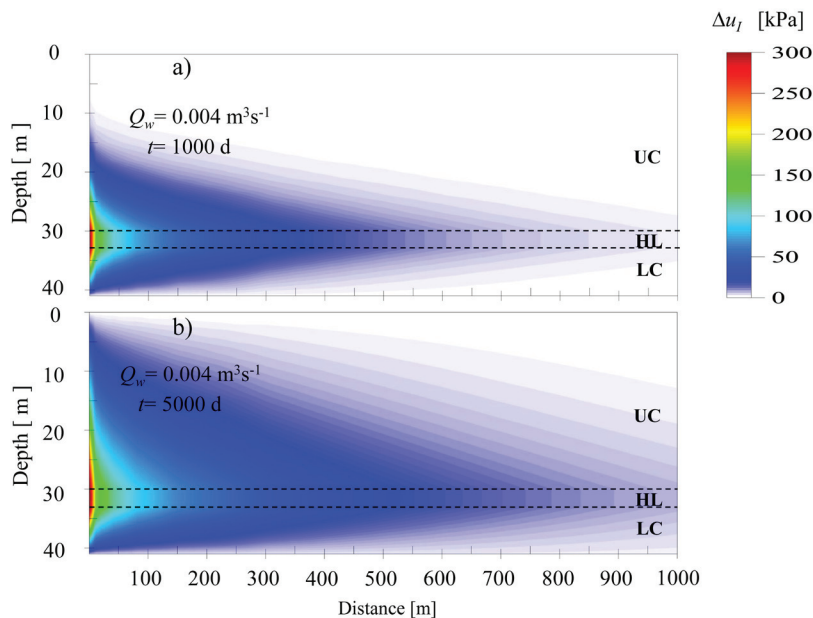 Δu_I [kPa]
300
250
200
150
100
50
0
a)
Q_w= 0.004 m³s⁻¹
t= 1000 d
UC
HL
LC
Depth [ m ]
0
10
20
30
40
b)
Q_w= 0.004 m³s⁻¹
t= 5000 d
UC
HL
LC
Depth [ m ]
0
10
20
30
40
100 200 300 400 500 600 700 800 900 1000
Distance [m]